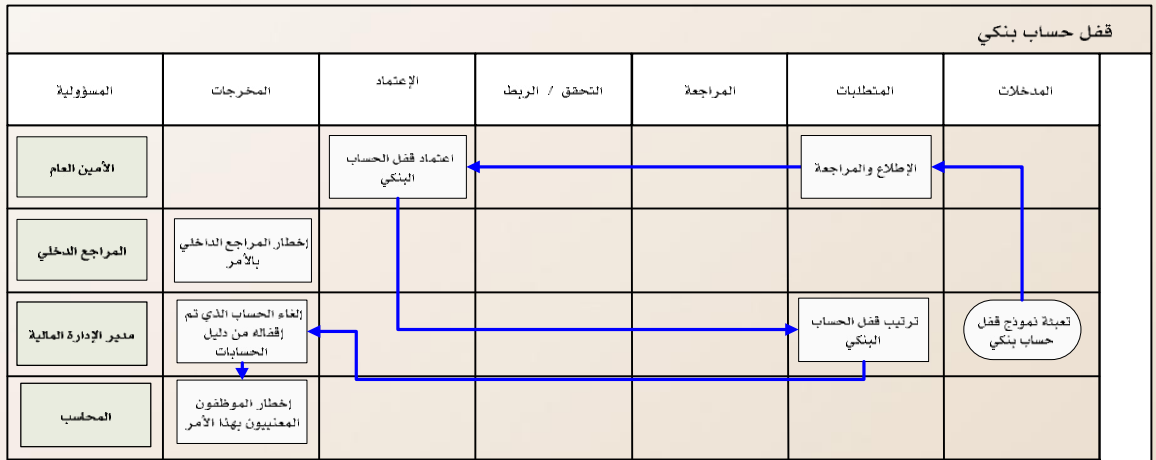 قفل حساب بنكي
المدخلات
المتطلبات
المراجعة
التحقق / الربط
الإعتماد
المخرجات
المسؤولية
الإطلاع والمراجعة
اعتماد قفل الحساب
البنكي
الأمين العام
إخطار المراجع الداخلي
بالأمر
المراجع الدخلي
تعبئة نموذج قفل
حساب بنكي
ترتيب قفل الحساب
البنكي
إلغاء الحساب الذي تم
إقفاله من دليل
الحسابات
مدير الإدارة المالية
إخطار الموظفون
المعنييون بهذا الأمر
المحاسب